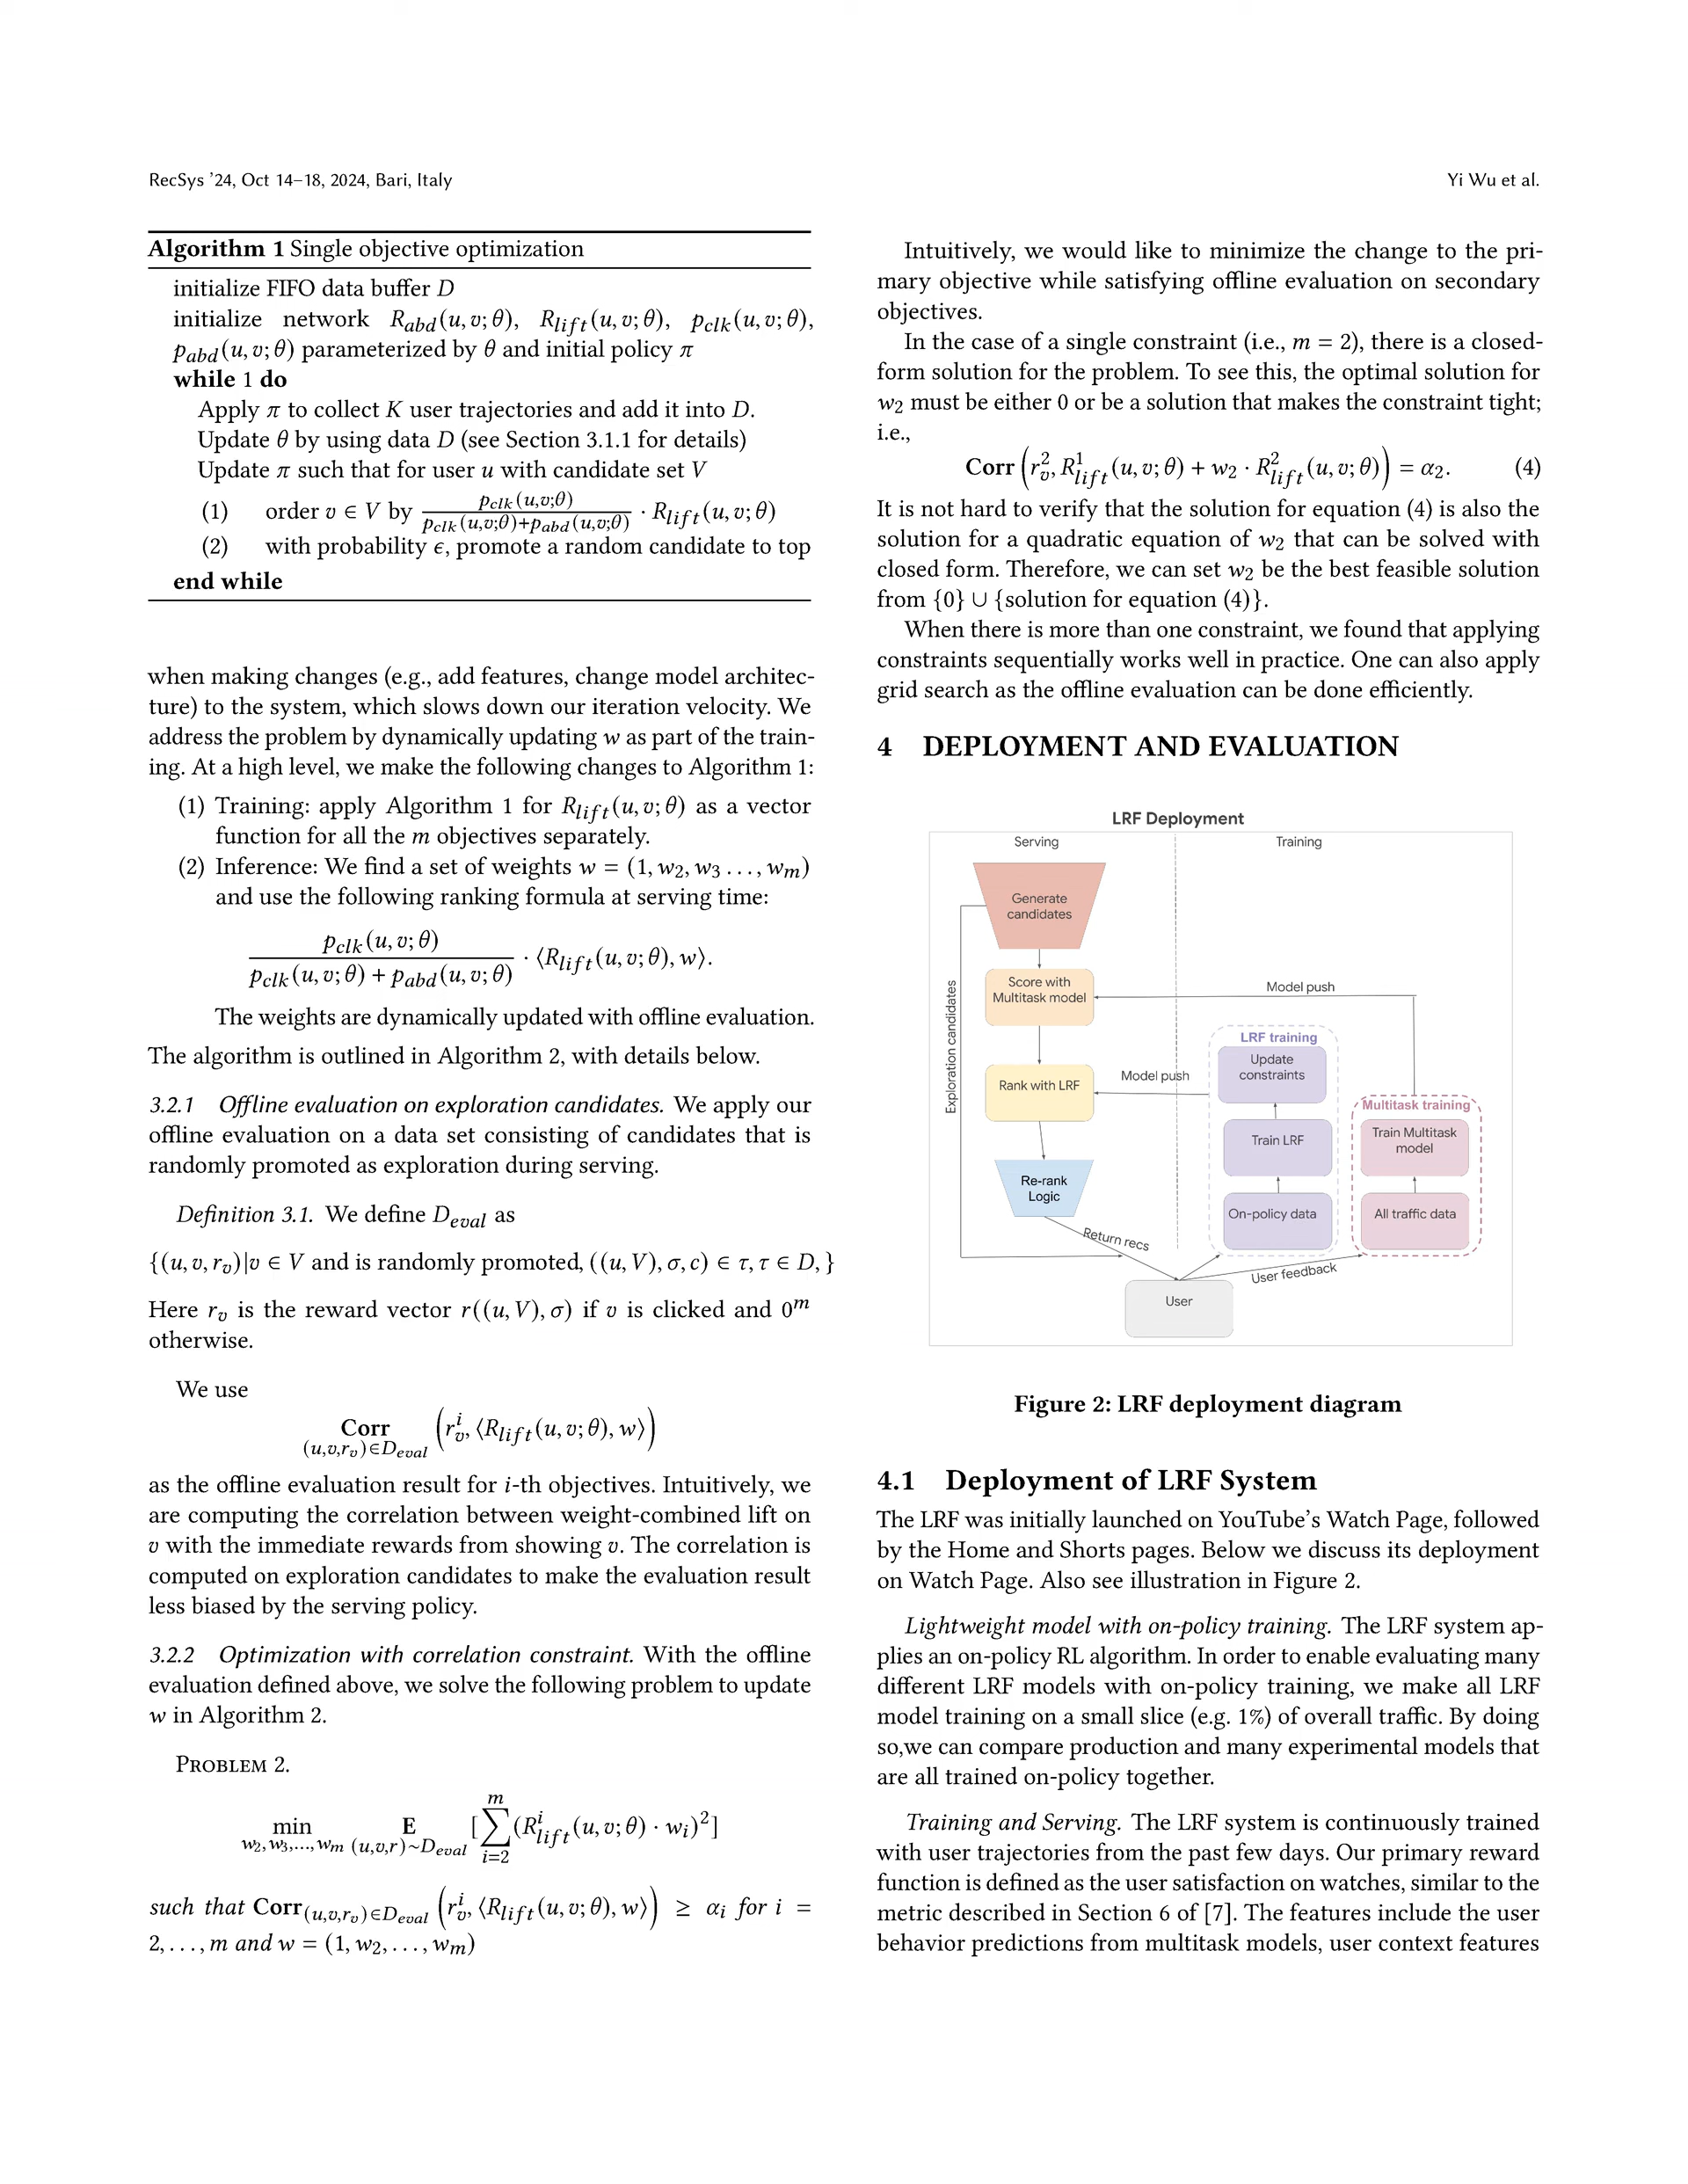 RecSys ’24, Oct 14–18, 2024, Bari, Italy
Yi Wu et al.
Algorithm 1 Single objective optimization
initialize FIFO data buffer D
initialize network R_abd(u, v; θ), R_lift(u, v; θ), p_clk(u, v; θ),
p_abd(u, v; θ) parameterized by θ and initial policy π
while 1 do
Apply π to collect K user trajectories and add it into D.
Update θ by using data D (see Section 3.1.1 for details)
Update π such that for user u with candidate set V
(1) order v ∈ V by p_clk(u,v;θ) / (p_clk(u,v;θ)+p_abd(u,v;θ)) · R_lift(u, v; θ)
(2) with probability ϵ, promote a random candidate to top
end while
when making changes (e.g., add features, change model architec-
ture) to the system, which slows down our iteration velocity. We
address the problem by dynamically updating w as part of the train-
ing. At a high level, we make the following changes to Algorithm 1:
(1) Training: apply Algorithm 1 for R_lift(u, v; θ) as a vector
function for all the m objectives separately.
(2) Inference: We find a set of weights w = (1, w_2, w_3 . . . , w_m)
and use the following ranking formula at serving time:
p_clk(u, v; θ) / (p_clk(u, v; θ) + p_abd(u, v; θ)) · ⟨R_lift(u, v; θ), w⟩.
The weights are dynamically updated with offline evaluation.
The algorithm is outlined in Algorithm 2, with details below.
3.2.1 Offline evaluation on exploration candidates. We apply our
offline evaluation on a data set consisting of candidates that is
randomly promoted as exploration during serving.
Definition 3.1. We define D_eval as
{(u, v, r_v)|v ∈ V and is randomly promoted, ((u, V), σ, c) ∈ τ, τ ∈ D, }
Here r_v is the reward vector r((u, V), σ) if v is clicked and 0^m
otherwise.
We use
Corr_(u,v,r_v)∈D_eval (r_v^i, ⟨R_lift(u, v; θ), w⟩)
as the offline evaluation result for i-th objectives. Intuitively, we
are computing the correlation between weight-combined lift on
v with the immediate rewards from showing v. The correlation is
computed on exploration candidates to make the evaluation result
less biased by the serving policy.
3.2.2 Optimization with correlation constraint. With the offline
evaluation defined above, we solve the following problem to update
w in Algorithm 2.
Problem 2.
min_{w_2,w_3,...,w_m} E_{(u,v,r)∼D_eval} [∑_{i=2}^{m} (R_lift^i(u, v; θ) · w_i)^2]
such that Corr_(u,v,r_v)∈D_eval (r_v^i, ⟨R_lift(u, v; θ), w⟩) ≥ α_i for i =
2, . . . , m and w = (1, w_2, . . . , w_m)
Intuitively, we would like to minimize the change to the pri-
mary objective while satisfying offline evaluation on secondary
objectives.
In the case of a single constraint (i.e., m = 2), there is a closed-
form solution for the problem. To see this, the optimal solution for
w_2 must be either 0 or be a solution that makes the constraint tight;
i.e.,
Corr (r_v^2, R_lift^1(u, v; θ) + w_2 · R_lift^2(u, v; θ)) = α_2. (4)
It is not hard to verify that the solution for equation (4) is also the
solution for a quadratic equation of w_2 that can be solved with
closed form. Therefore, we can set w_2 be the best feasible solution
from {0} ∪ {solution for equation (4)}.
When there is more than one constraint, we found that applying
constraints sequentially works well in practice. One can also apply
grid search as the offline evaluation can be done efficiently.
4 DEPLOYMENT AND EVALUATION
LRF Deployment
Serving
Training
Generate
candidates
Score with
Multitask model
Model push
Exploration candidates
LRF training
Update
constraints
Rank with LRF
Model push
Multitask training
Train LRF
Train Multitask
model
Re-rank
Logic
On-policy data
All traffic data
Return recs
User feedback
User
Figure 2: LRF deployment diagram
4.1 Deployment of LRF System
The LRF was initially launched on YouTube’s Watch Page, followed
by the Home and Shorts pages. Below we discuss its deployment
on Watch Page. Also see illustration in Figure 2.
Lightweight model with on-policy training. The LRF system ap-
plies an on-policy RL algorithm. In order to enable evaluating many
different LRF models with on-policy training, we make all LRF
model training on a small slice (e.g. 1%) of overall traffic. By doing
so,we can compare production and many experimental models that
are all trained on-policy together.
Training and Serving. The LRF system is continuously trained
with user trajectories from the past few days. Our primary reward
function is defined as the user satisfaction on watches, similar to the
metric described in Section 6 of [7]. The features include the user
behavior predictions from multitask models, user context features